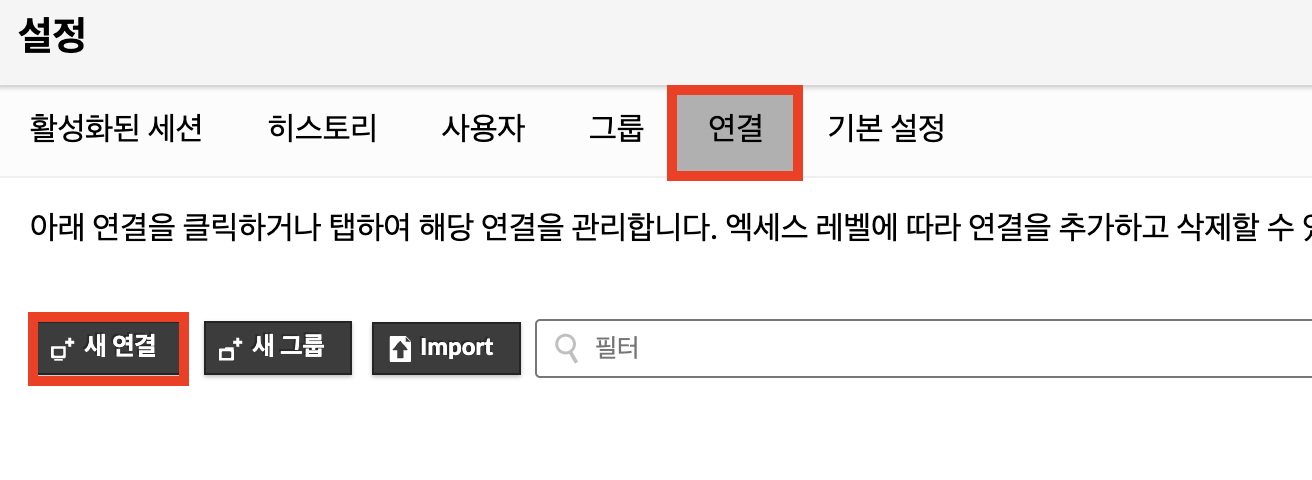 설정
활성화된 세션 히스토리 사용자 그룹 연결 기본 설정
아래 연결을 클릭하거나 탭하여 해당 연결을 관리합니다. 엑세스 레벨에 따라 연결을 추가하고 삭제할 수
새 연결 새 그룹 Import 필터